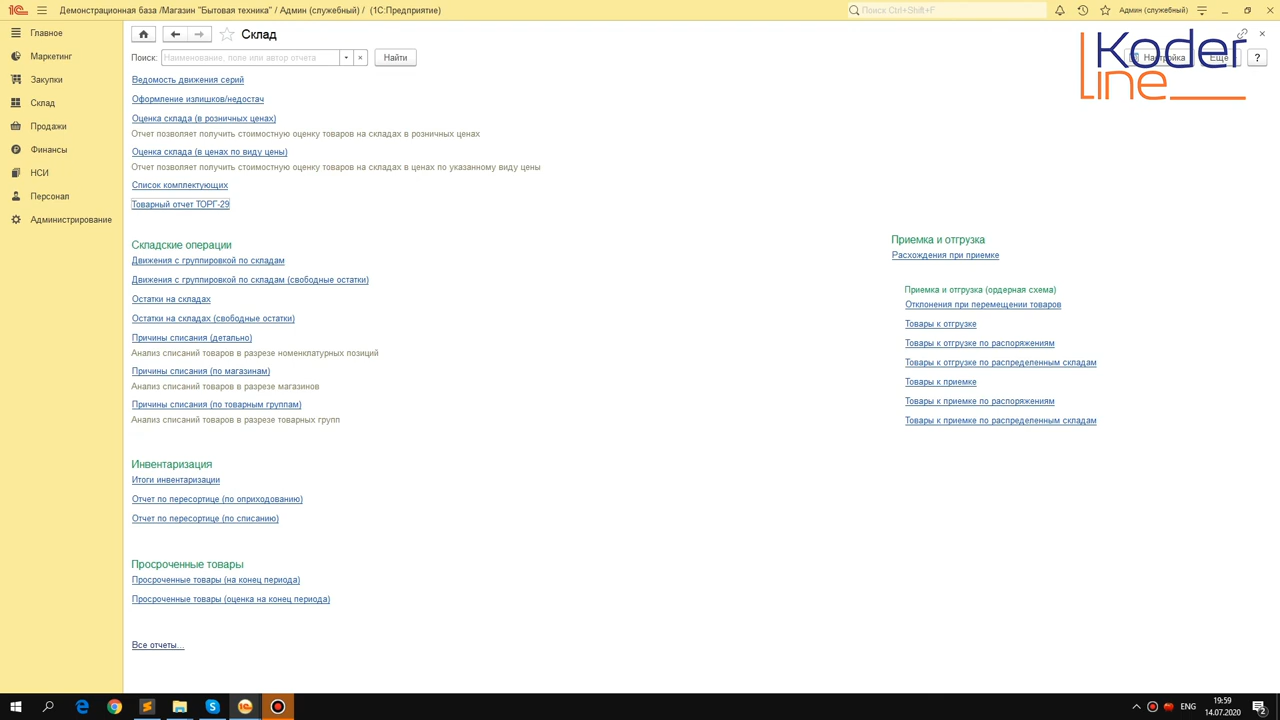 1С Демонстрационная база /Магазин "Бытовая техника" / Админ (служебный) / (1С:Предприятие)
Поиск Ctrl+Shift+F
Админ (служебный)
Главное
Маркетинг
Закупки
Склад
Продажи
Финансы
НСИ
Персонал
Администрирование
Склад
Поиск: Наименование, поле или автор отчета
Найти
Настройка
Еще
?
Koder
line
Ведомость движения серий
Оформление излишков/недостач
Оценка склада (в розничных ценах)
Отчет позволяет получить стоимостную оценку товаров на складах в розничных ценах
Оценка склада (в ценах по виду цены)
Отчет позволяет получить стоимостную оценку товаров на складах в ценах по указанному виду цены
Список комплектующих
Товарный отчет ТОРГ-29
Складские операции
Движения с группировкой по складам
Движения с группировкой по складам (свободные остатки)
Остатки на складах
Остатки на складах (свободные остатки)
Причины списания (детально)
Анализ списаний товаров в разрезе номенклатурных позиций
Причины списания (по магазинам)
Анализ списаний товаров в разрезе магазинов
Причины списания (по товарным группам)
Анализ списаний товаров в разрезе товарных групп
Инвентаризация
Итоги инвентаризации
Отчет по пересортице (по оприходованию)
Отчет по пересортице (по списанию)
Просроченные товары
Просроченные товары (на конец периода)
Просроченные товары (оценка на конец периода)
Все отчеты...
Приемка и отгрузка
Расхождения при приемке
Приемка и отгрузка (ордерная схема)
Отклонения при перемещении товаров
Товары к отгрузке
Товары к отгрузке по распоряжениям
Товары к отгрузке по распределенным складам
Товары к приемке
Товары к приемке по распоряжениям
Товары к приемке по распределенным складам
ENG
19:59
14.07.2020
2